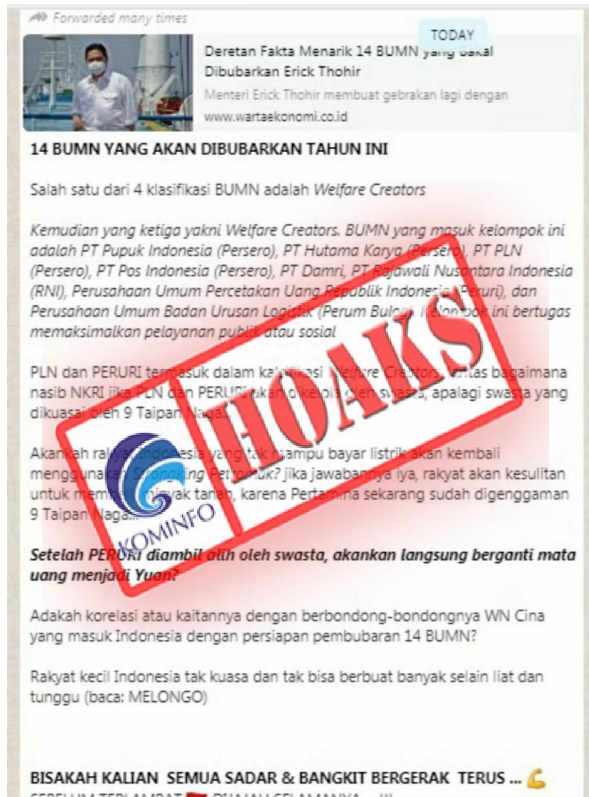 Forwarded many times
TODAY
Deretan Fakta Menarik 14 BUMN yang Bakal
Dibubarkan Erick Thohir
Menteri Erick Thohir membuat gebrakan lagi dengan
www.wartaekonomi.co.id
14 BUMN YANG AKAN DIBUBARKAN TAHUN INI
Salah satu dari 4 klasifikasi BUMN adalah Welfare Creators
Kemudian yang ketiga yakni Welfare Creators. BUMN yang masuk kelompok ini
adalah PT Pupuk Indonesia (Persero), PT Hutama Karya (Persero), PT PLN
(Persero), PT Pos Indonesia (Persero), PT Damri, PT Rajawali Nusantara Indonesia
(RNI), Perusahaan Umum Percetakan Uang Republik Indonesia (Peruri), dan
Perusahaan Umum Badan Urusan Logistik (Perum Bulog). Kelompok ini bertugas
memaksimalkan pelayanan publik atau sosial
PLN dan PERURI termasuk dalam Welfare Creators, bagaimana
nasib NKRI jika PLN dan PERURI oleh swasta, apalagi swasta yang
dikuasai oleh 9 Taipan Naga
Akankah rakyat Indonesia yang tak mampu bayar listrik akan kembali
menggunakan Petromak? jika jawabannya iya, rakyat akan kesulitan
untuk minyak tanah, karena Pertamina sekarang sudah digenggaman
9 Taipan Naga...
Setelah PERURI diambil alih oleh swasta, akankan langsung berganti mata
uang menjadi Yuan?
Adakah korelasi atau kaitannya dengan berbondong-bondongnya WN Cina
yang masuk Indonesia dengan persiapan pembubaran 14 BUMN?
Rakyat kecil Indonesia tak kuasa dan tak bisa berbuat banyak selain liat dan
tunggu (baca: MELONGO)
BISAKAH KALIAN SEMUA SADAR & BANGKIT BERGERAK TERUS ...
SEBELUM TERLAMBAT DIJAJAH SELAMANYA
HOAKS
KOMINFO